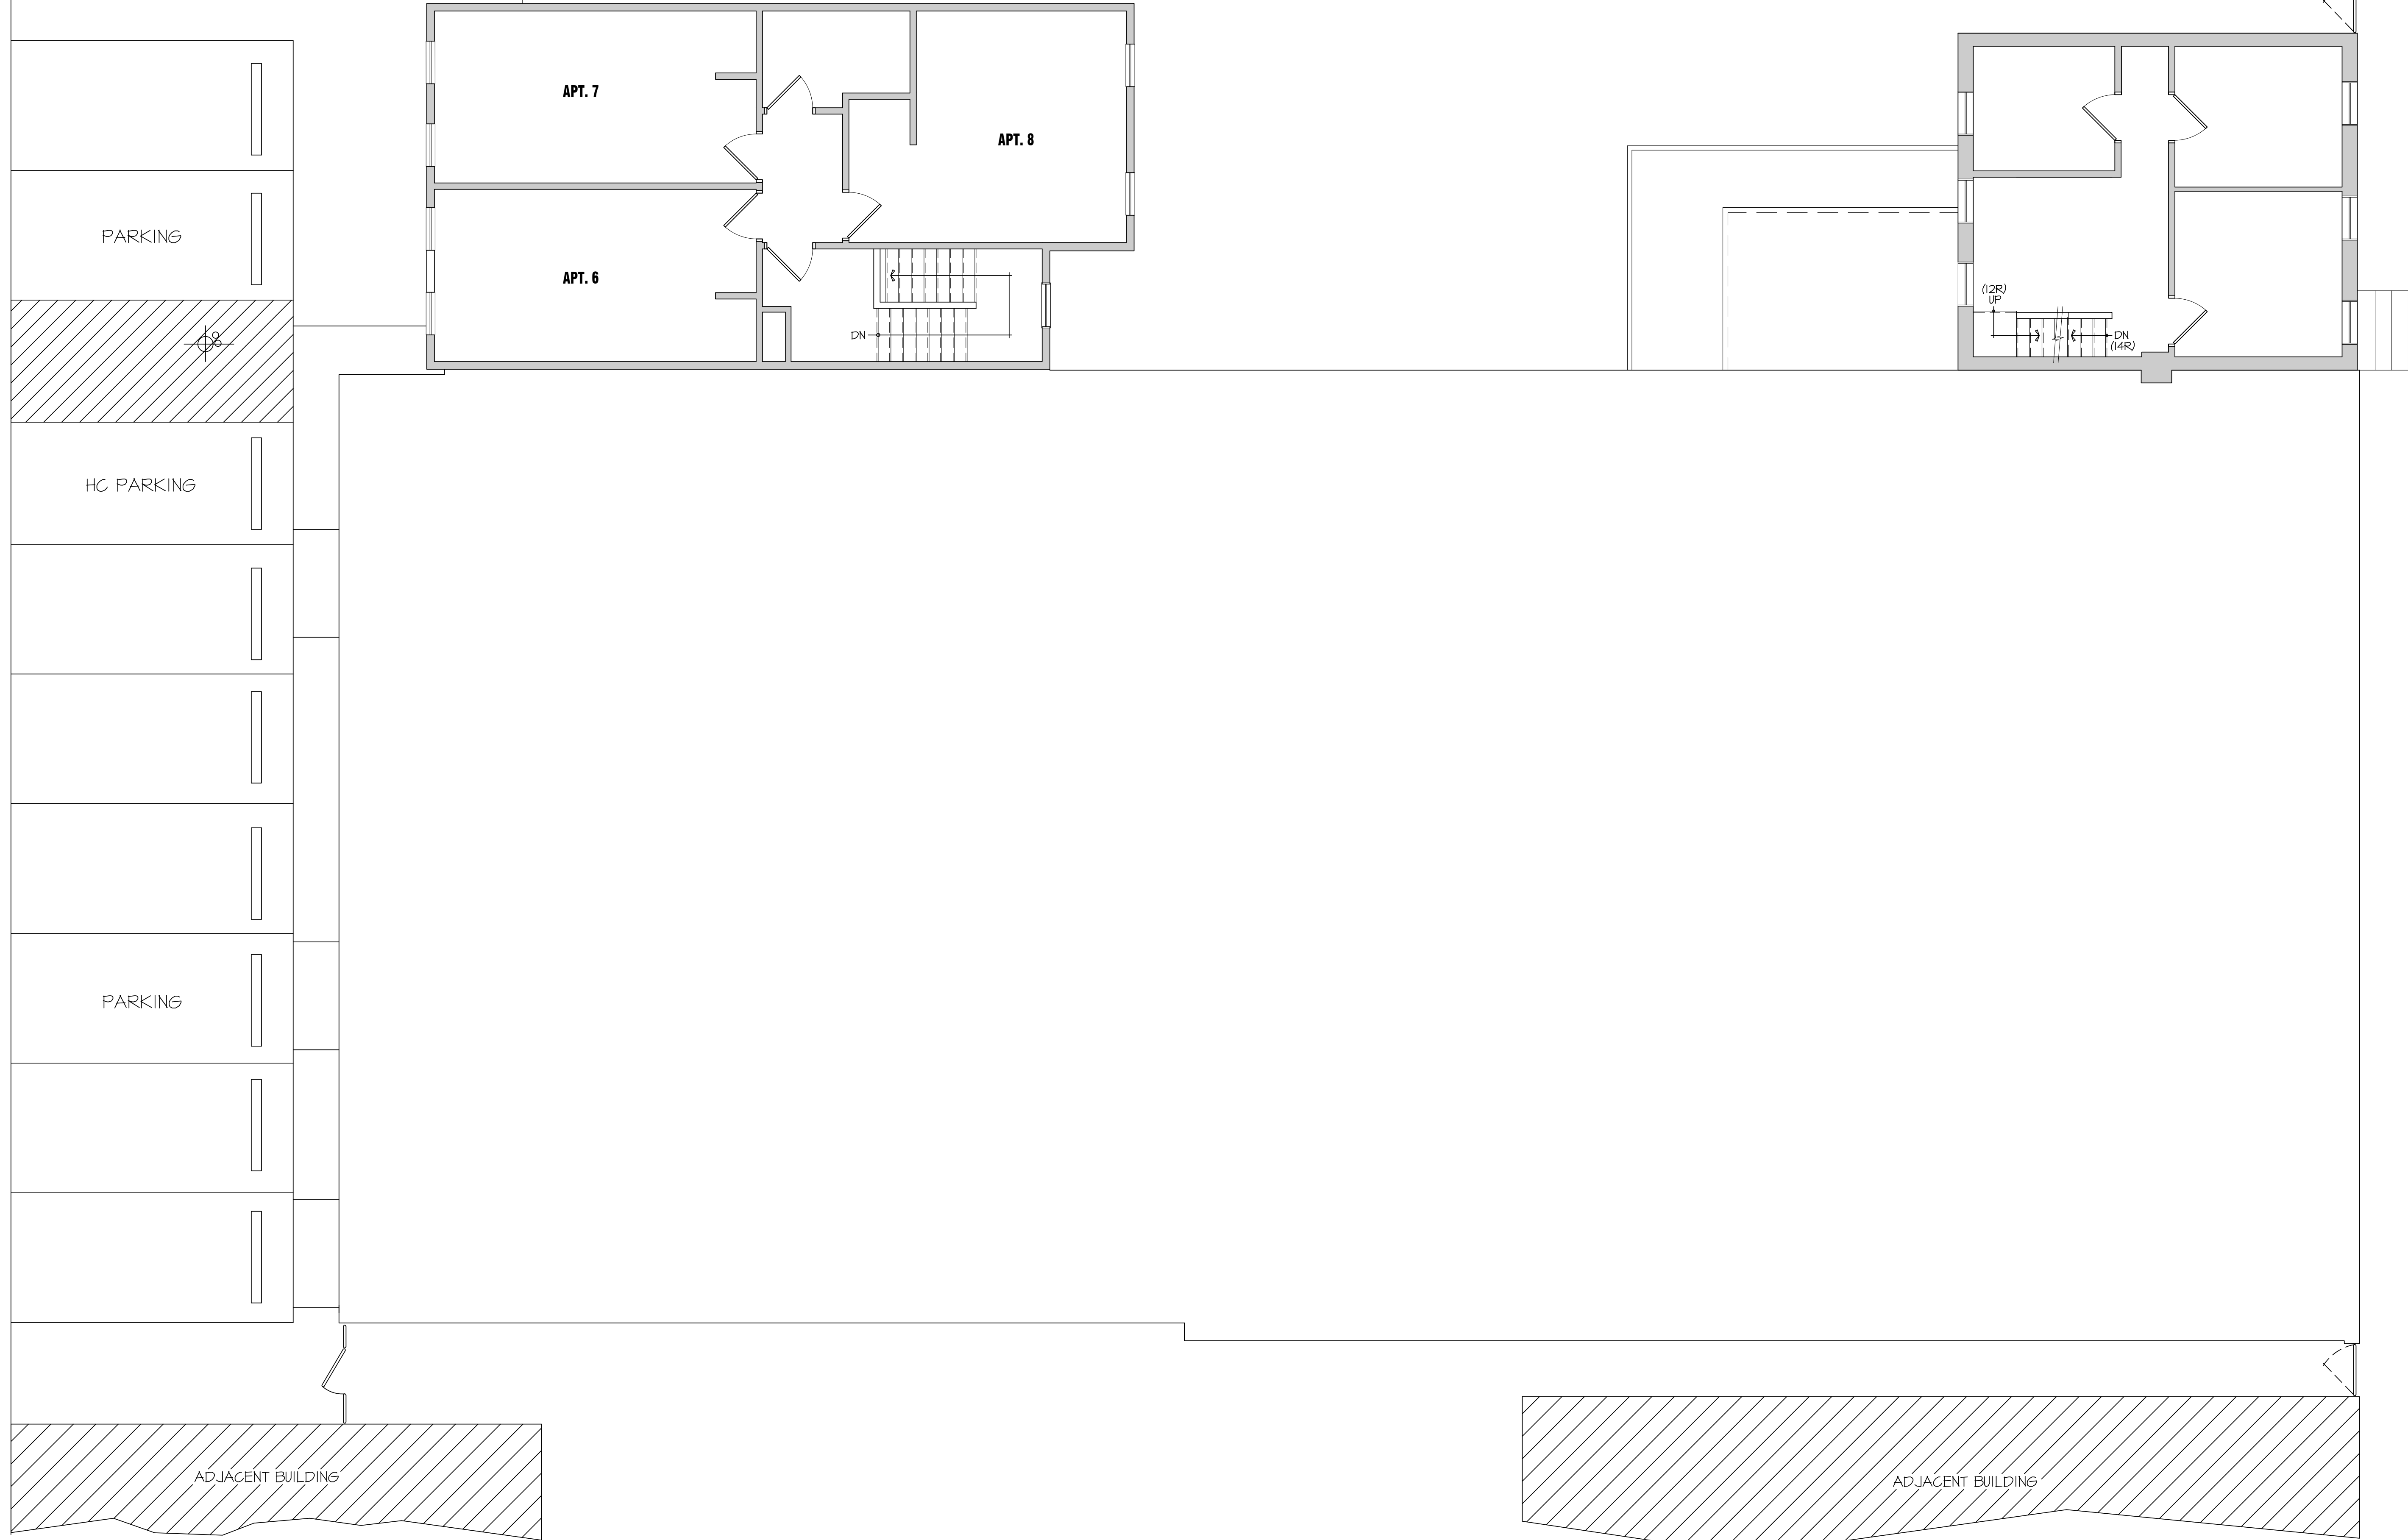 APT. 7
APT. 8
PARKING
APT. 6
(12R)
UP
DN
DN
(14R)
HC PARKING
PARKING
ADJACENT BUILDING
ADJACENT BUILDING